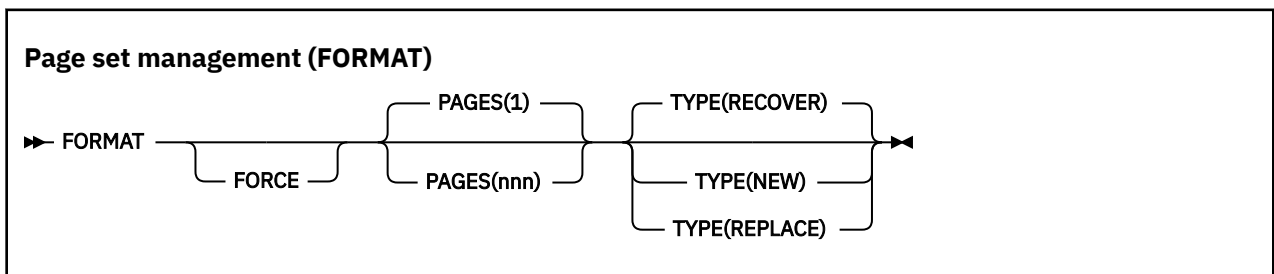 Page set management (FORMAT)
PAGES(1) TYPE(RECOVER)
FORMAT
FORCE PAGES(nnn) TYPE(NEW)
TYPE(REPLACE)